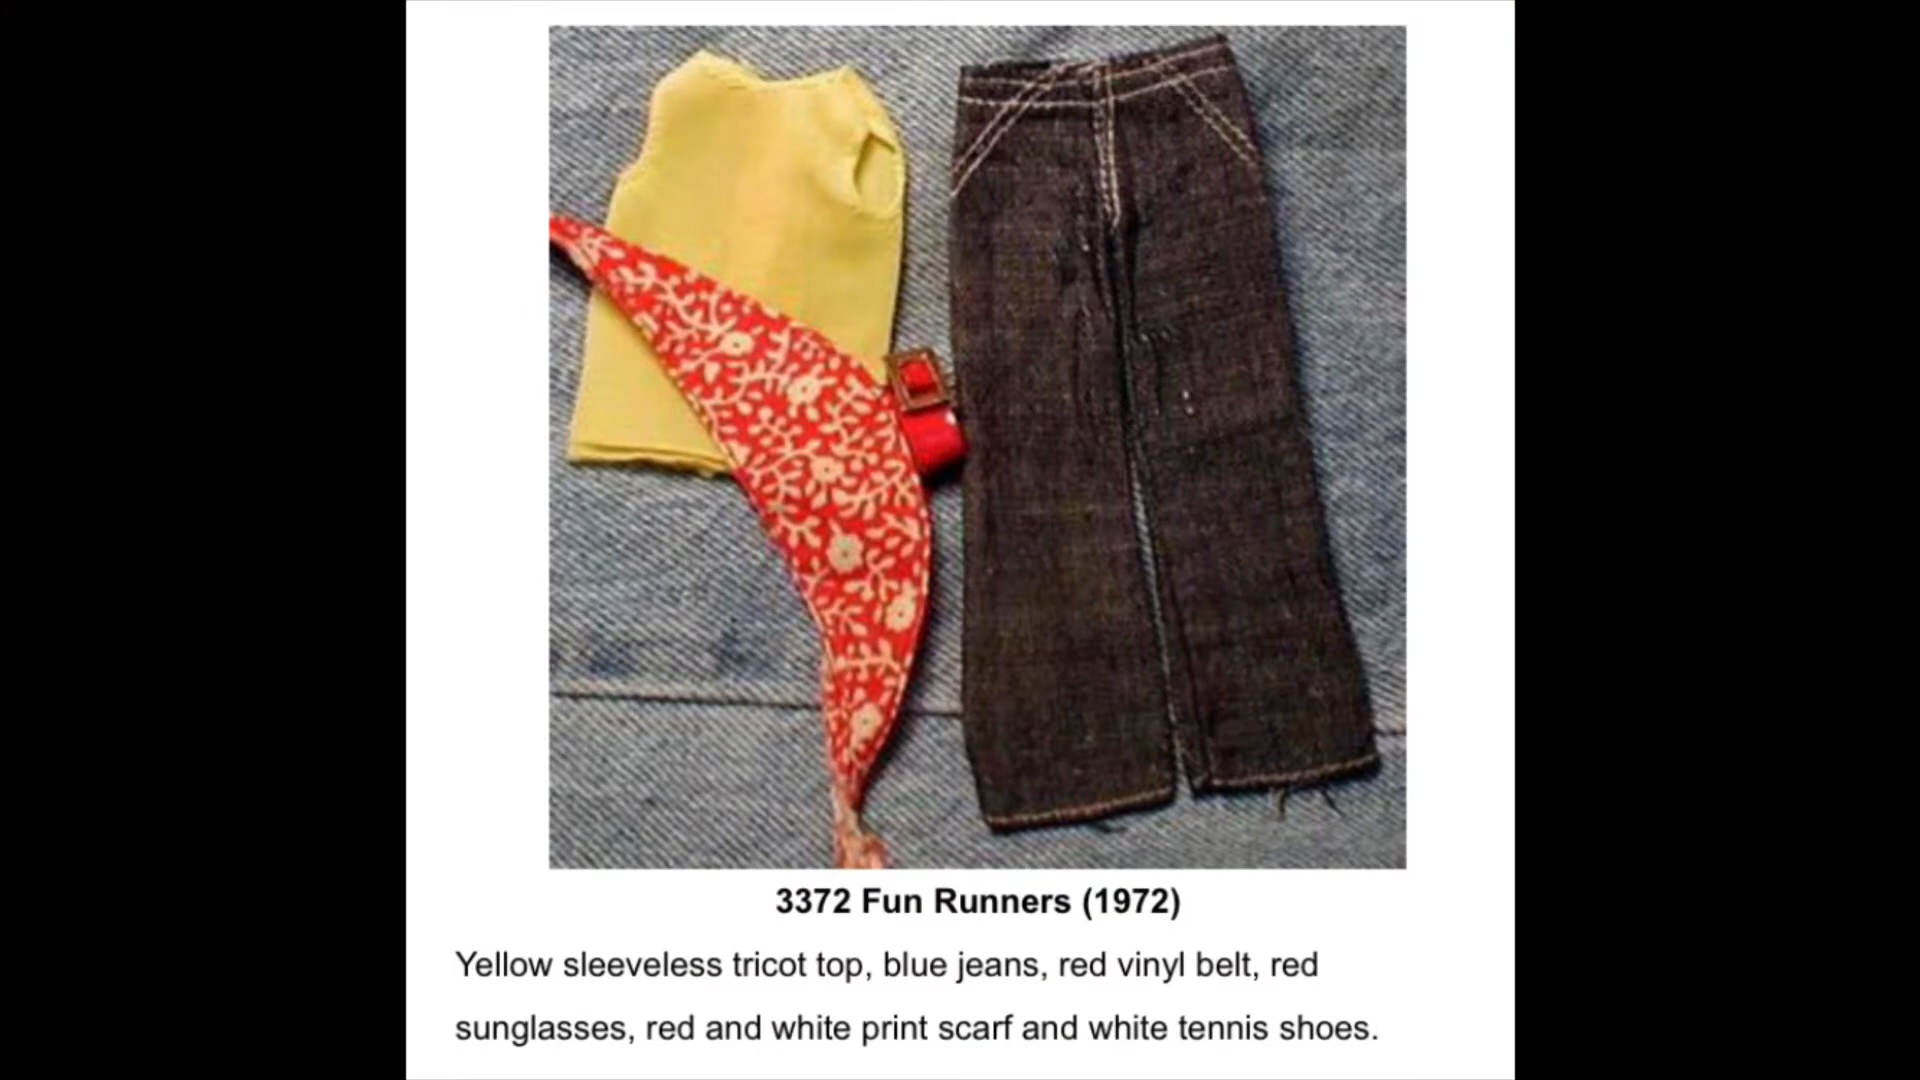 3372 Fun Runners (1972)
Yellow sleeveless tricot top, blue jeans, red vinyl belt, red
sunglasses, red and white print scarf and white tennis shoes.